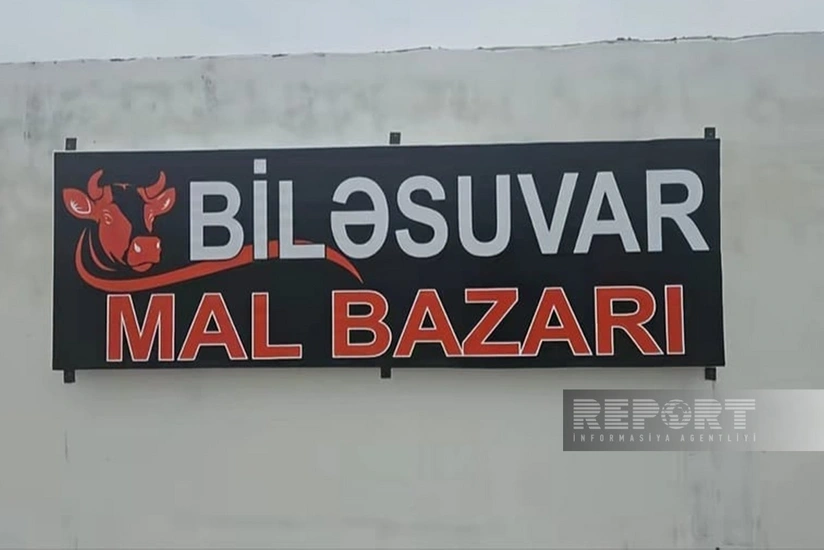 BİLƏSUVAR
MAL BAZARI
REPORT
İNFORMASİYA AGENTLİYİ